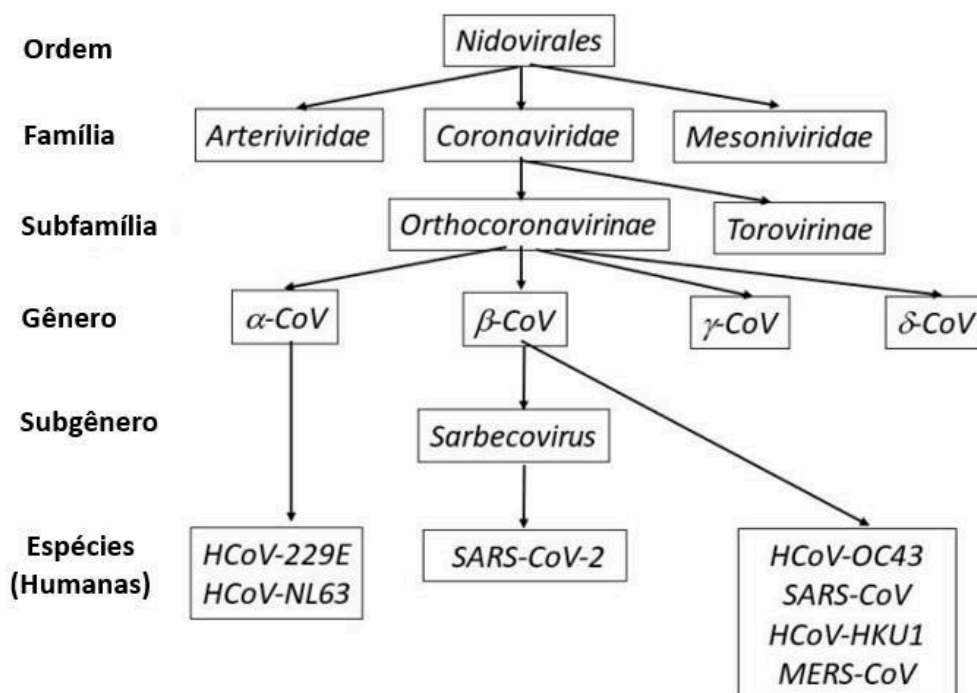 Ordem
Nidovirales
Família
Arteriviridae
Coronaviridae
Mesoniviridae
Subfamília
Orthocoronavirinae
Torovirinae
Gênero
α-CoV
β-CoV
γ-CoV
δ-CoV
Subgênero
Sarbecovirus
Espécies
(Humanas)
HCoV-229E
HCoV-NL63
SARS-CoV-2
HCoV-OC43
SARS-CoV
HCoV-HKU1
MERS-CoV